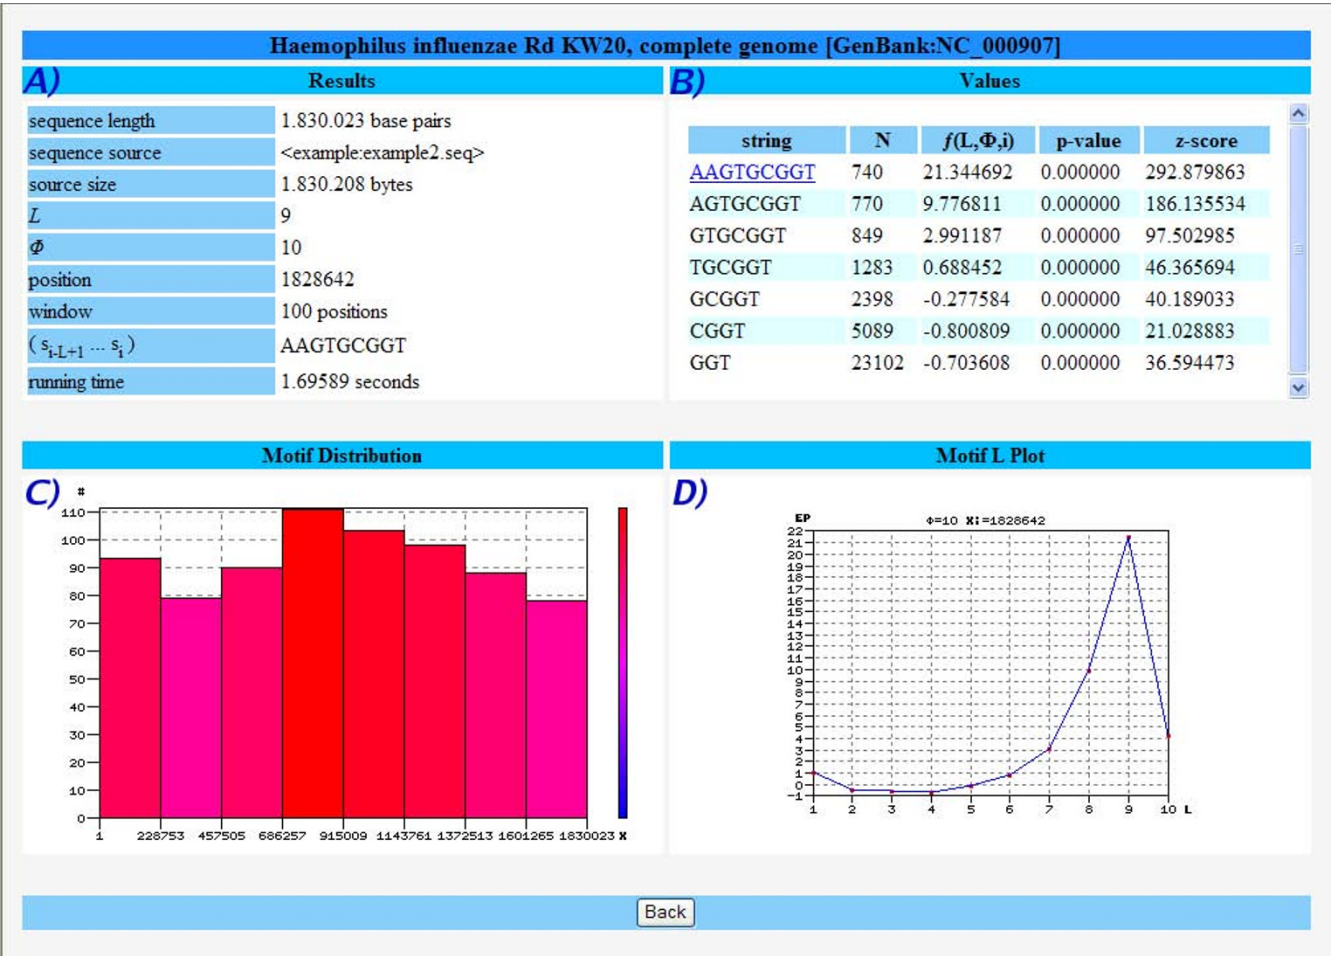 Haemophilus influenzae Rd KW20, complete genome [GenBank:NC_000907]
A) Results
sequence length 1.830.023 base pairs
sequence source <example:example2.seq>
source size 1.830.208 bytes
L 9
Φ 10
position 1828642
window 100 positions
( s i-L+1 ... s i ) AAGTGCGGT
running time 1.69589 seconds
B) Values
string N f(L,Φ,i) p-value z-score
AAGTGCGGT 740 21.344692 0.000000 292.879863
AGTGCGGT 770 9.776811 0.000000 186.135534
GTGCGGT 849 2.991187 0.000000 97.502985
TGCGGT 1283 0.688452 0.000000 46.365694
GCGGT 2398 -0.277584 0.000000 40.189033
CGGT 5089 -0.800809 0.000000 21.028883
GGT 23102 -0.703608 0.000000 36.594473
Motif Distribution
C)
#
110
100
90
80
70
60
50
40
30
20
10
0
1 228753 457505 686257 915009 1143761 1372513 1601265 1830023 X
Motif L Plot
D)
EP Φ=10 Xi=1828642
22
21
20
19
18
17
16
15
14
13
12
11
10
9
8
7
6
5
4
3
2
1
0
-1
1 2 3 4 5 6 7 8 9 10 L
Back